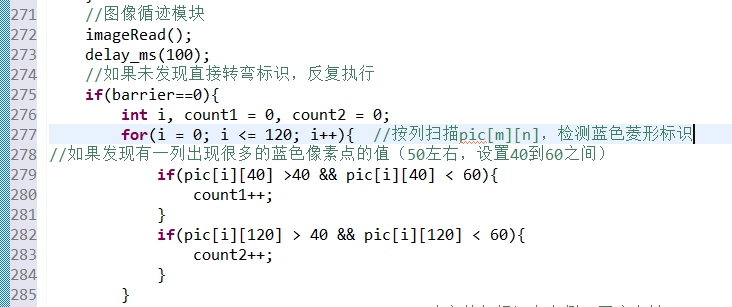 271 //图像循迹模块
272 imageRead();
273 delay_ms(100);
274 //如果未发现直接转弯标识，反复执行
275 if(barrier==0){
276 int i, count1 = 0, count2 = 0;
277 for(i = 0; i <= 120; i++){ //按列扫描pic[m][n]，检测蓝色菱形标识
278 //如果发现有一列出现很多的蓝色像素点的值（50左右，设置40到60之间）
279 if(pic[i][40] >40 && pic[i][40] < 60){
280 count1++;
281 }
282 if(pic[i][120] > 40 && pic[i][120] < 60){
283 count2++;
284 }
285 }